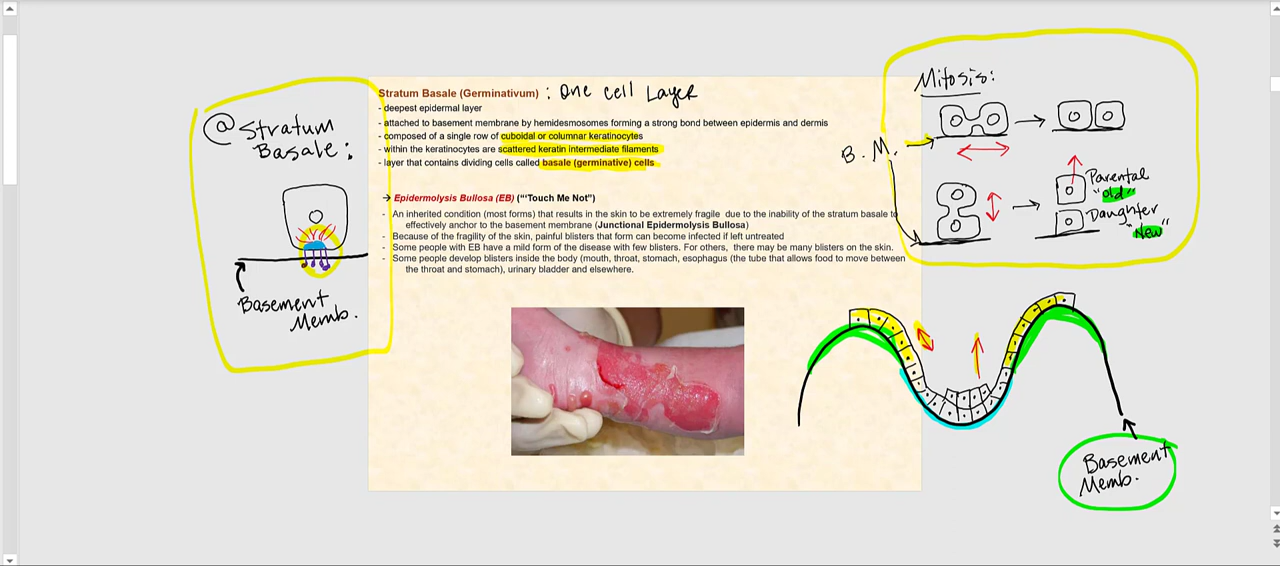 @ Stratum
Basale:
Basement
Memb.
Stratum Basale (Germinativum) : One cell Layer
- deepest epidermal layer
- attached to basement membrane by hemidesmosomes forming a strong bond between epidermis and dermis
- composed of a single row of cuboidal or columnar keratinocytes
- within the keratinocytes are scattered keratin intermediate filaments
- layer that contains dividing cells called basale (germinative) cells
→ Epidermolysis Bullosa (EB) ("'Touch Me Not")
- An inherited condition (most forms) that results in the skin to be extremely fragile due to the inability of the stratum basale to
effectively anchor to the basement membrane (Junctional Epidermolysis Bullosa)
- Because of the fragility of the skin, painful blisters that form can become infected if left untreated
- Some people with EB have a mild form of the disease with few blisters. For others, there may be many blisters on the skin.
- Some people develop blisters inside the body (mouth, throat, stomach, esophagus (the tube that allows food to move between
the throat and stomach), urinary bladder and elsewhere.
Mitosis:
B.M.
Parental
"old"
Daughter
"New"
Basement
Memb.